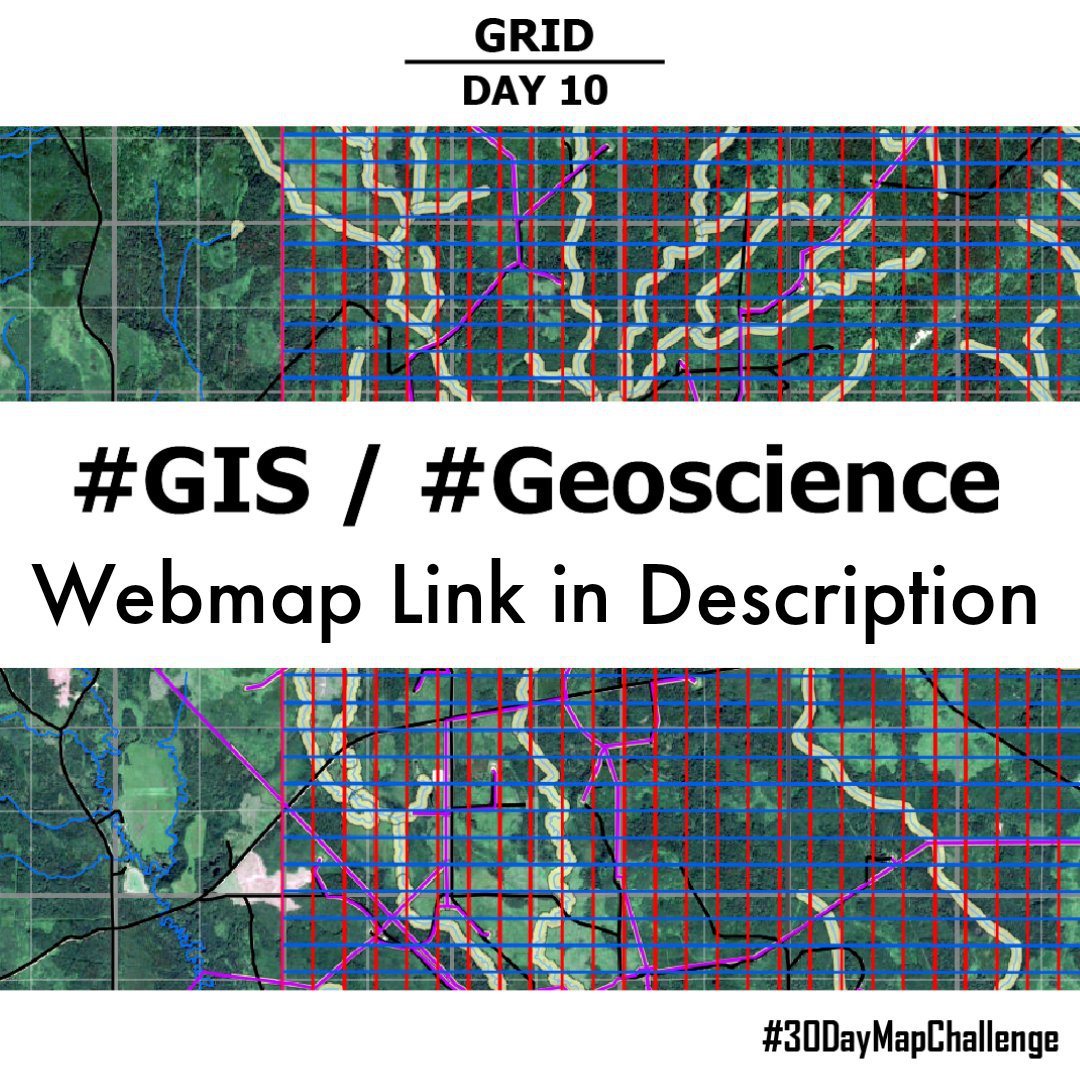 GRID
DAY 10
#GIS / #Geoscience
Webmap Link in Description
#30DayMapChallenge